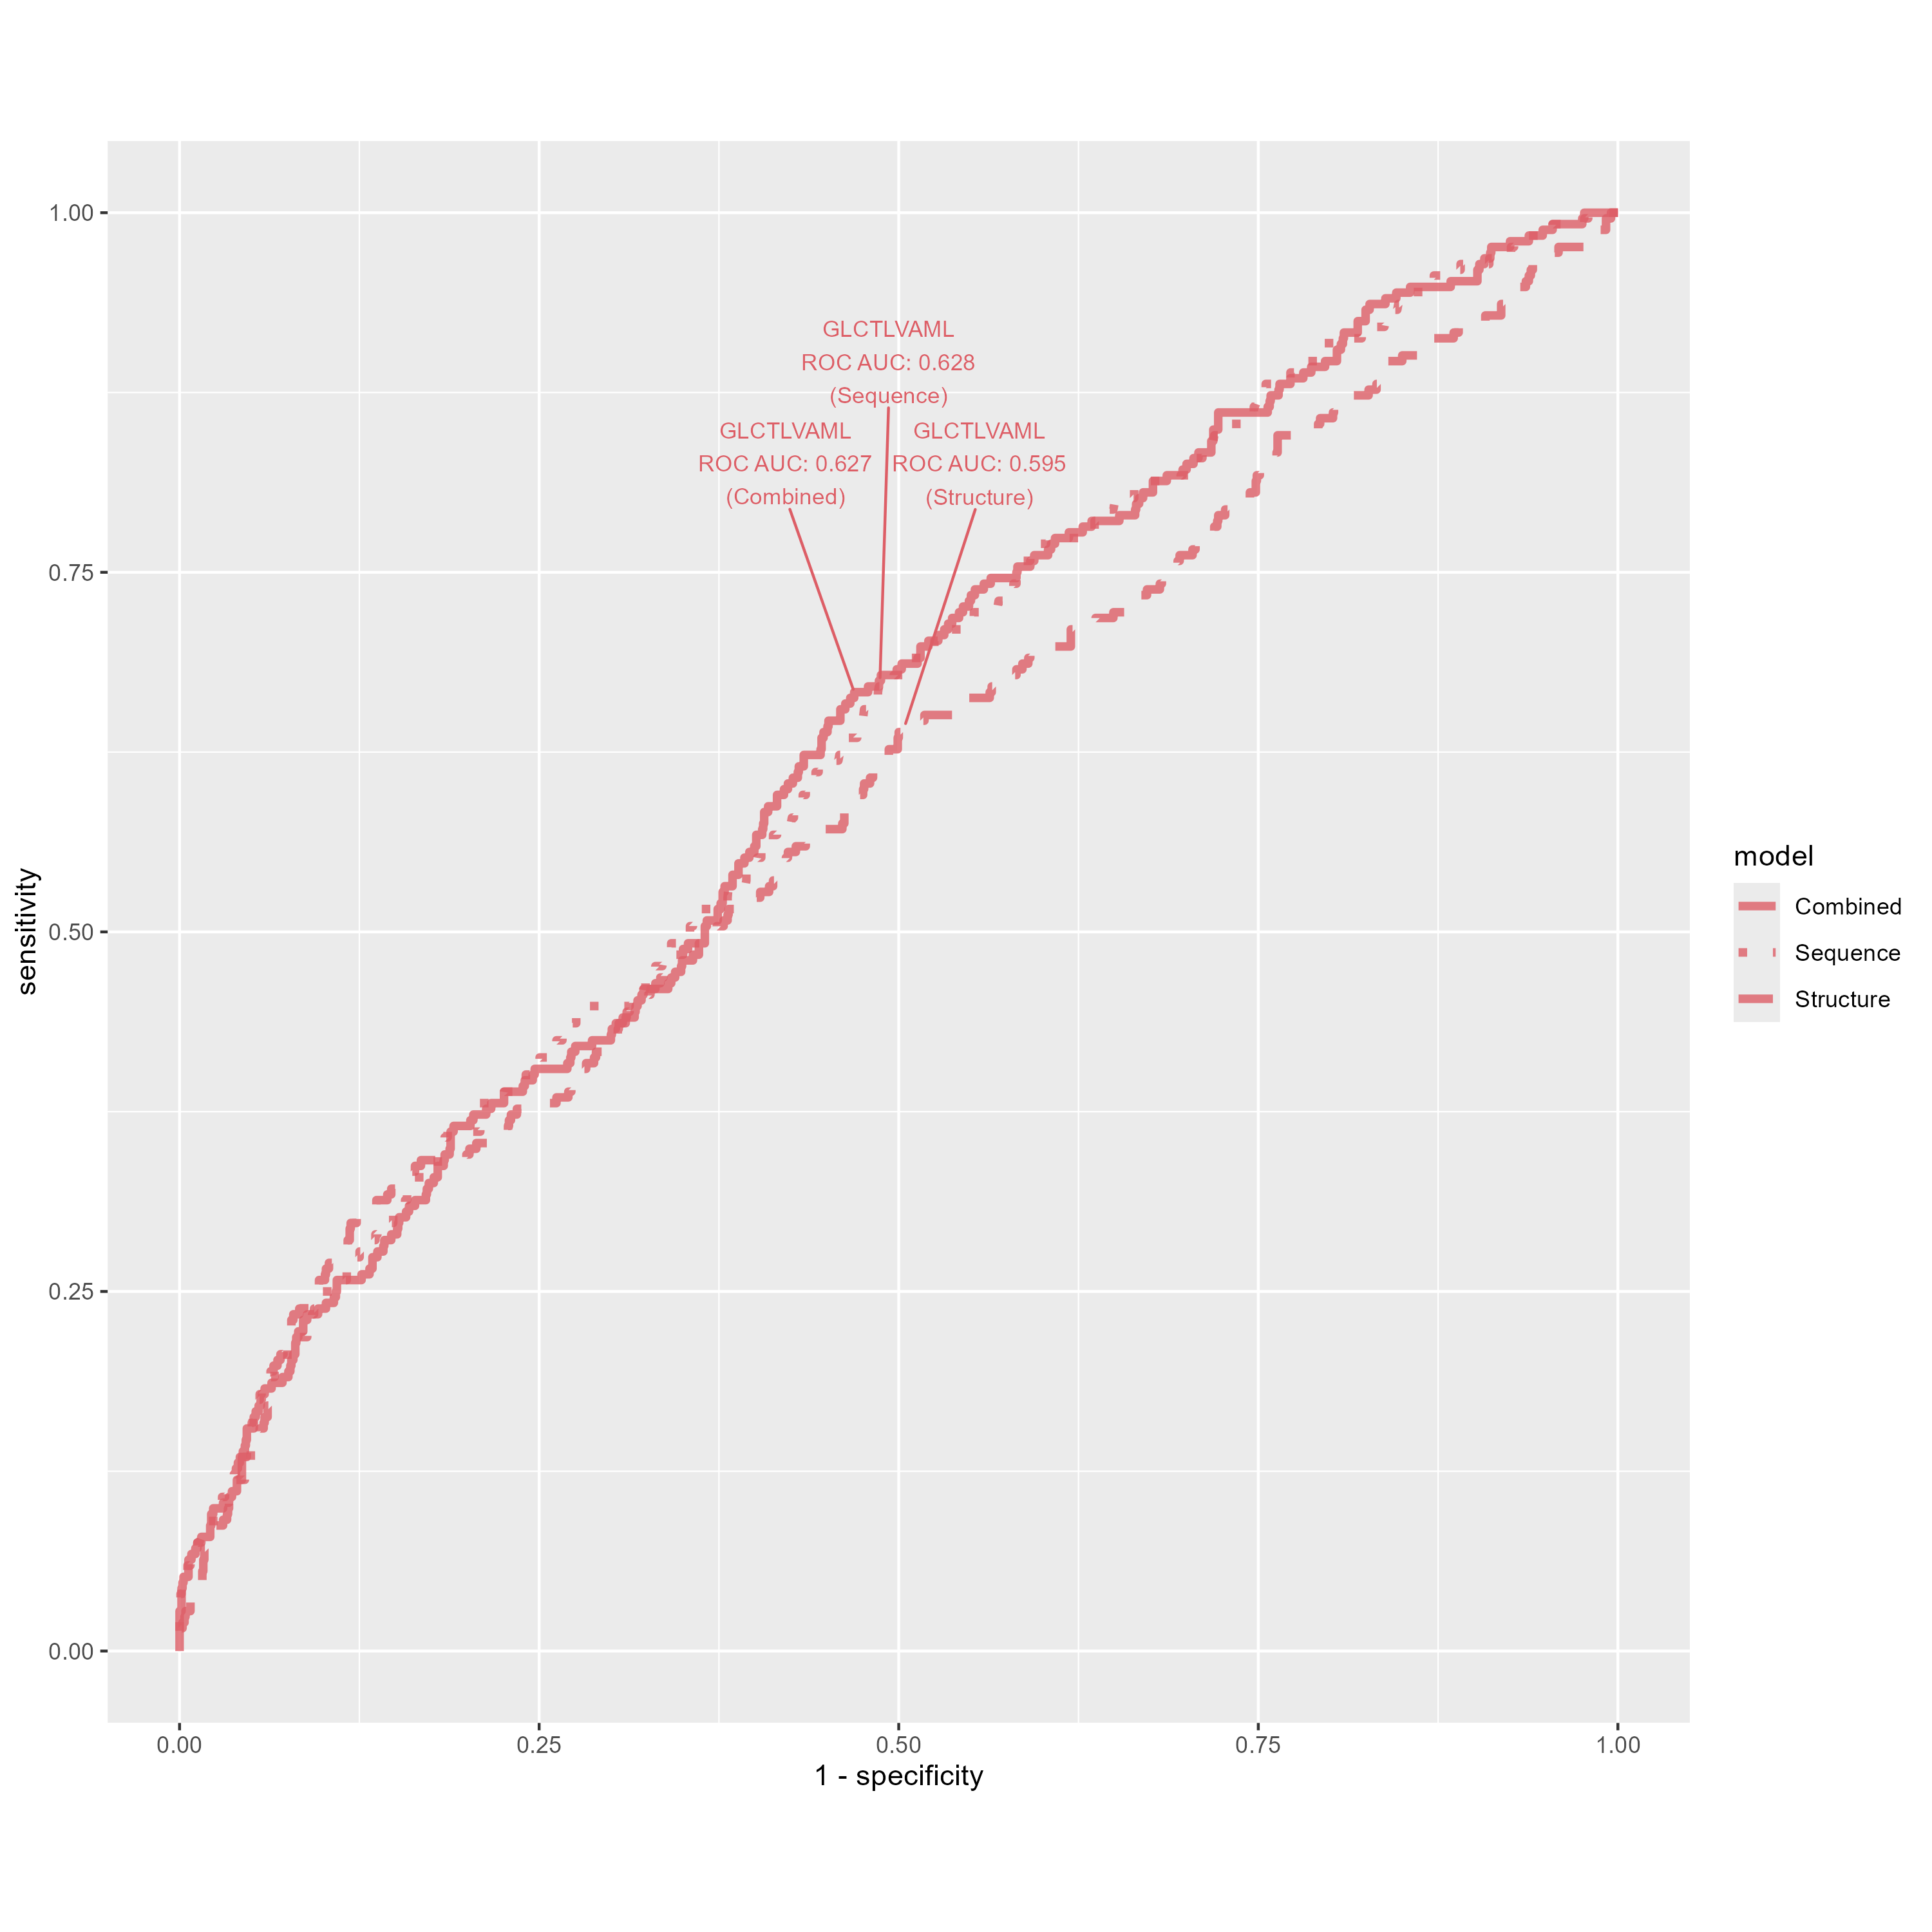 GLCTLVAML
ROC AUC: 0.628
(Sequence)
GLCTLVAML
ROC AUC: 0.627
(Combined)
GLCTLVAML
ROC AUC: 0.595
(Structure)
1.00
0.75
0.50
0.25
0.00
sensitivity
0.00
0.25
0.50
0.75
1.00
1 - specificity
model
Combined
Sequence
Structure